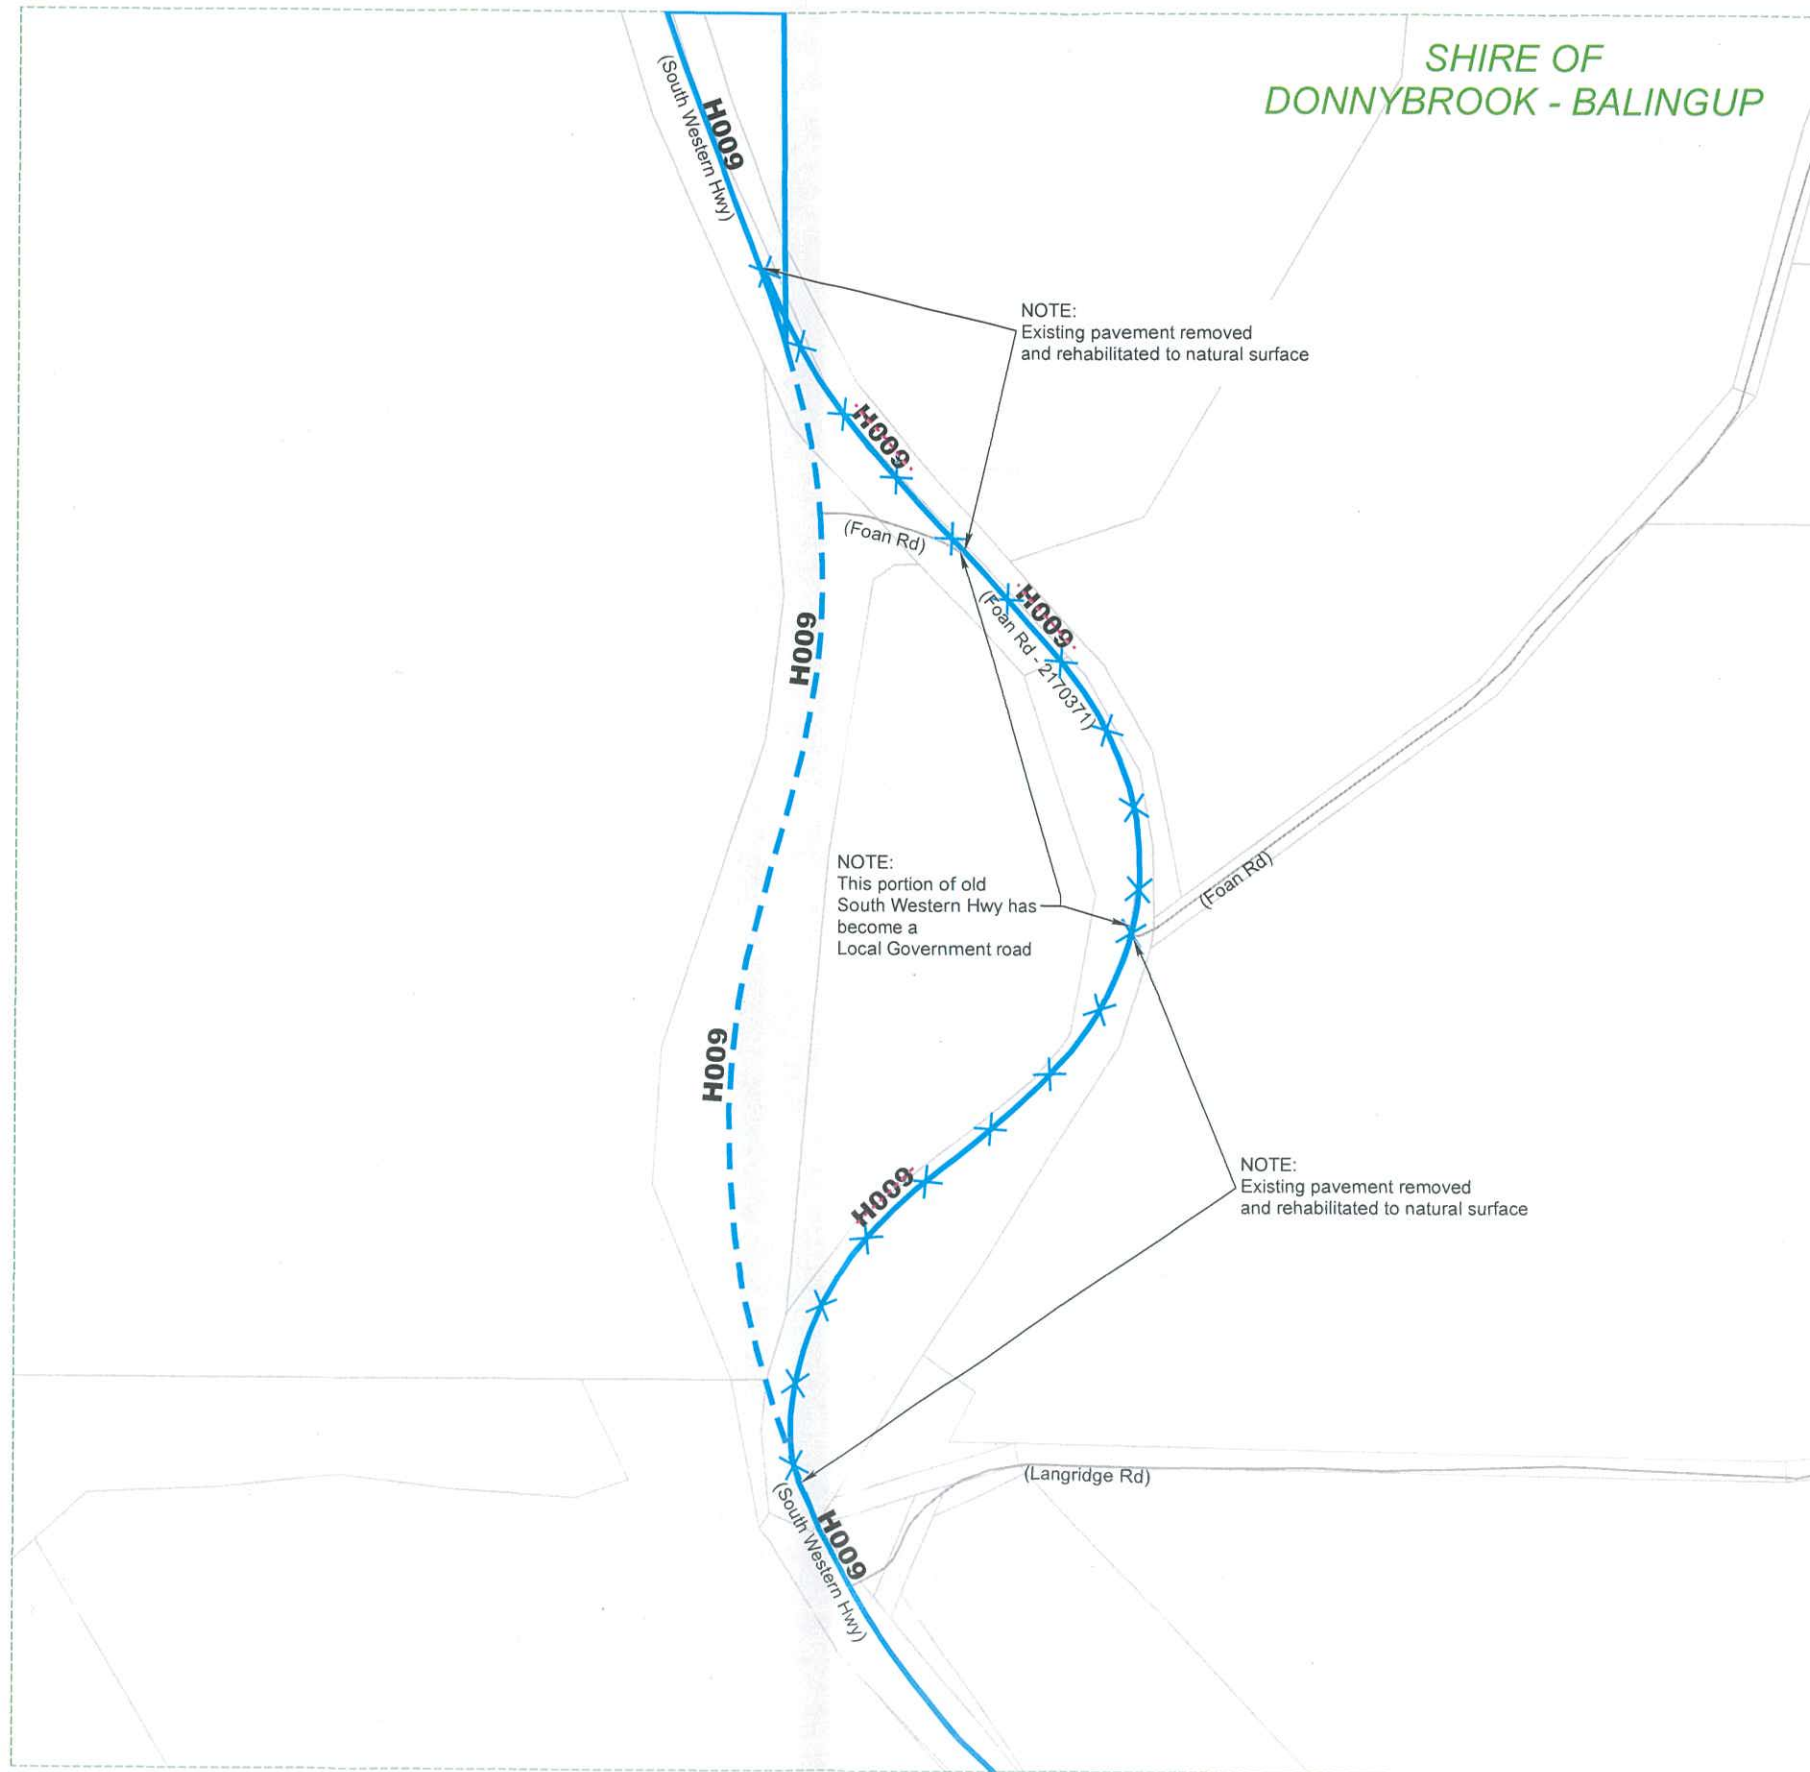 SHIRE OF
DONNYBROOK - BALINGUP
H009
(South Western Hwy)
NOTE:
Existing pavement removed
and rehabilitated to natural surface
H009
(Foan Rd)
H009
(Foan Rd - 2170371)
H009
NOTE:
This portion of old
South Western Hwy has
become a
Local Government road
(Foan Rd)
H009
NOTE:
Existing pavement removed
and rehabilitated to natural surface
H009
(Langridge Rd)
(South Western Hwy)
H009